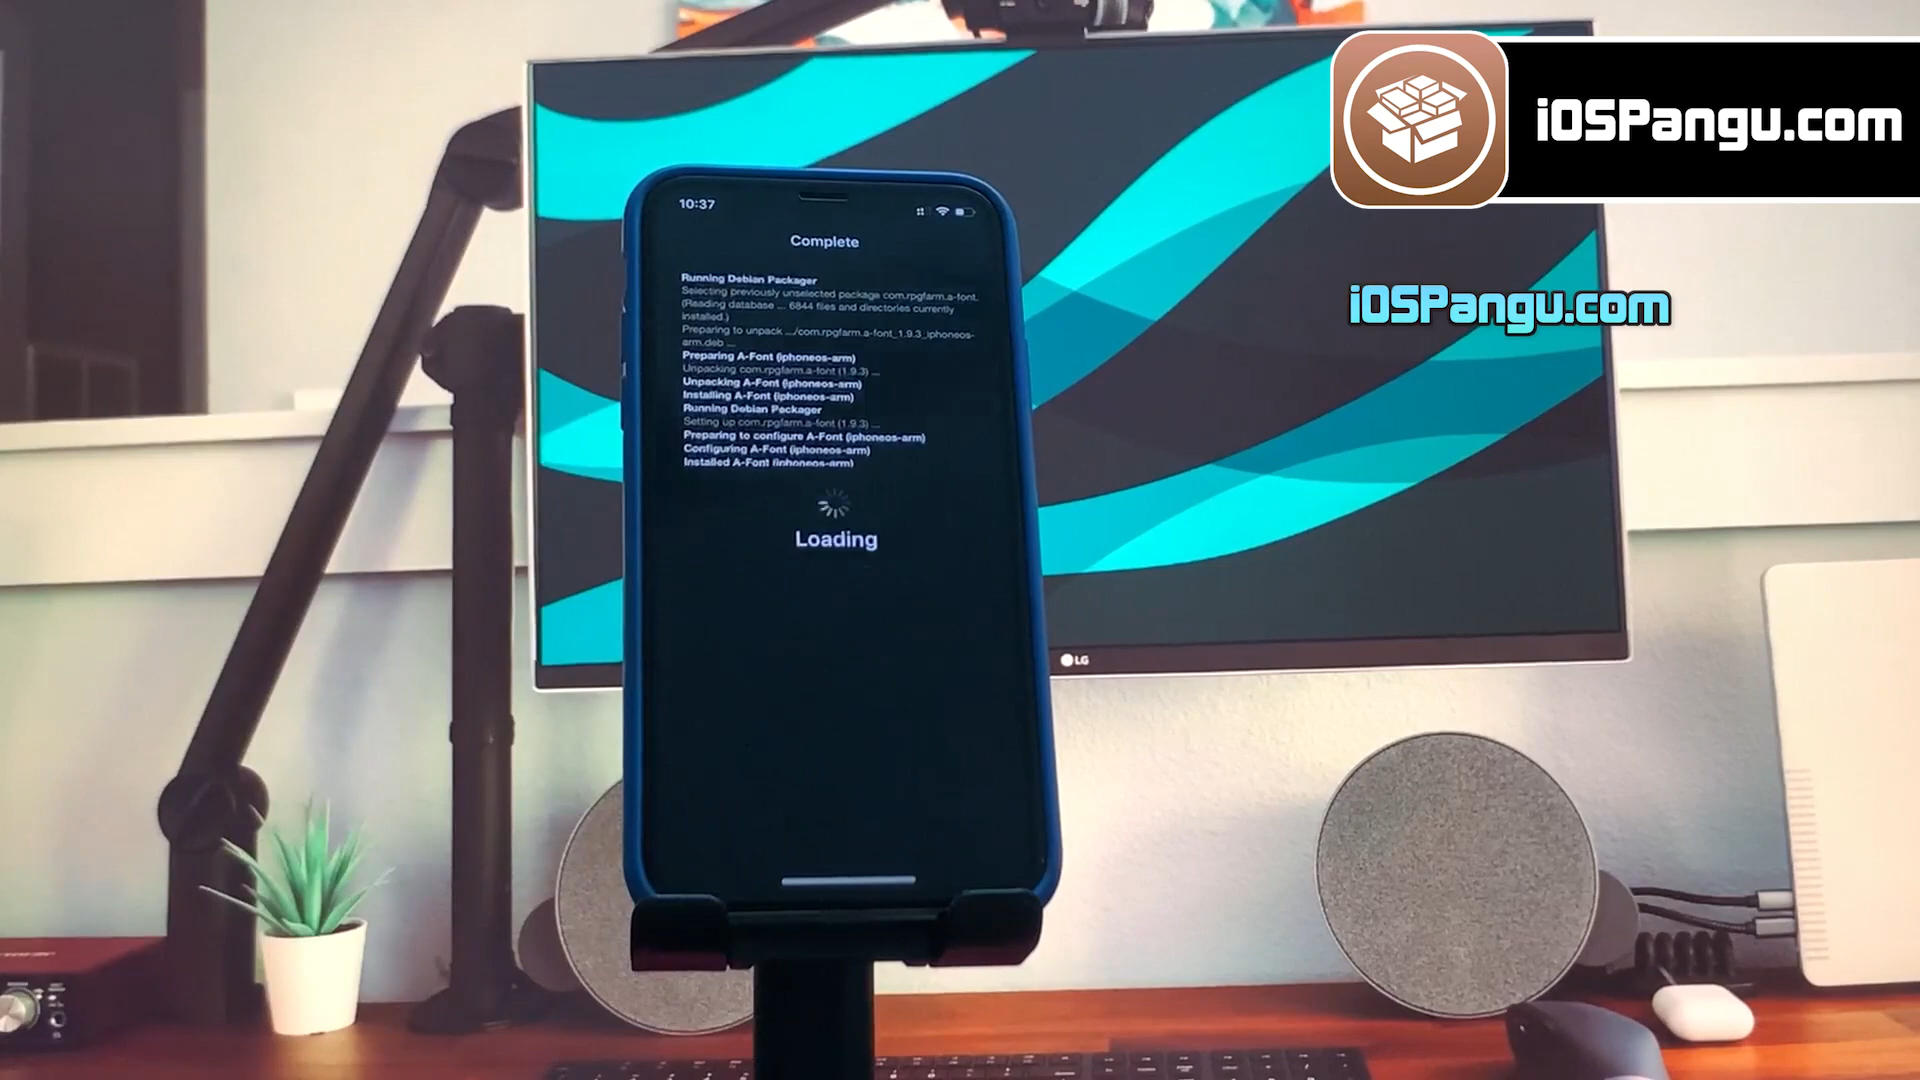 iOSPangu.com
iOSPangu.com
10:37
Complete
Running Debian Packager
Selecting previously unselected package com.rpgfarm.a-font.
(Reading database ... 6844 files and directories currently
installed.)
Preparing to unpack .../com.rpgfarm.a-font_1.9.3_iphoneos-
arm.deb ...
Preparing A-Font (iphoneos-arm)
Unpacking com.rpgfarm.a-font (1.9.3) ...
Unpacking A-Font (iphoneos-arm)
Installing A-Font (iphoneos-arm)
Running Debian Packager
Setting up com.rpgfarm.a-font (1.9.3) ...
Preparing to configure A-Font (iphoneos-arm)
Configuring A-Font (iphoneos-arm)
Installed A-Font (iphoneos-arm)
Loading
LG